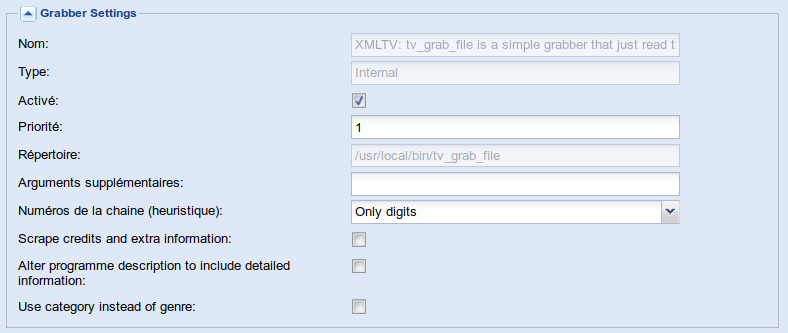 Grabber Settings
Nom:
XMLTV: tv_grab_file is a simple grabber that just read t
Type:
Internal
Activé:
Priorité:
1
Répertoire:
/usr/local/bin/tv_grab_file
Arguments supplémentaires:
Numéros de la chaine (heuristique):
Only digits
Scrape credits and extra information:
Alter programme description to include detailed
information:
Use category instead of genre: